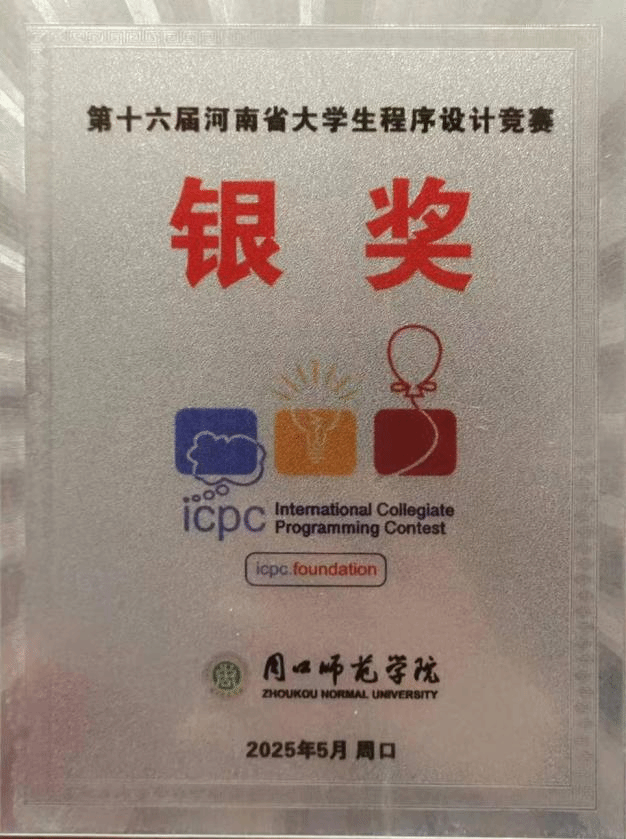 第十六届河南省大学生程序设计竞赛
银奖
icpc International Collegiate
Programming Contest
icpc.foundation
周口师范学院
ZHOUKOU NORMAL UNIVERSITY
2025年5月 周口